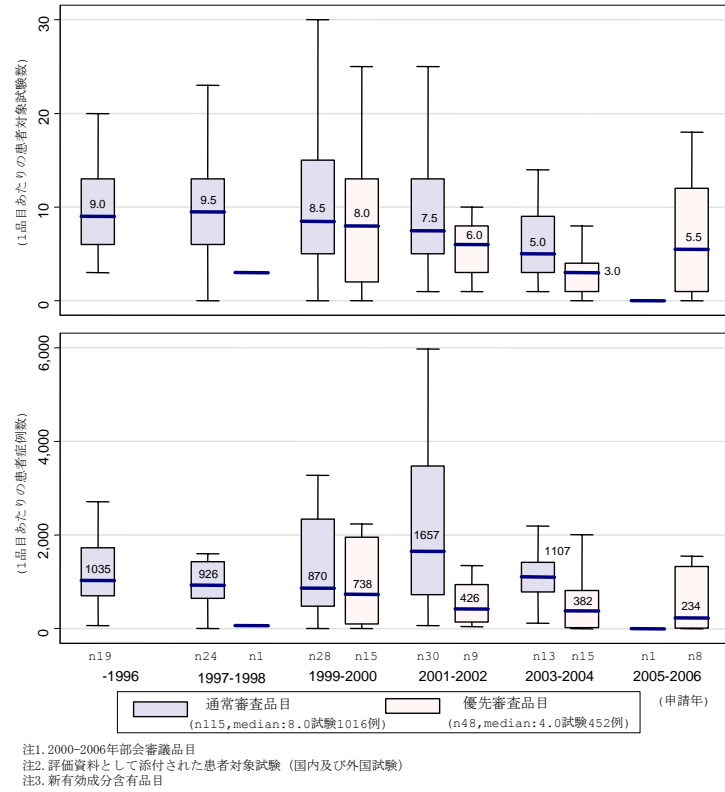 (1品目あたりの患者対象試験数)
30
20
10
0
9.0
9.5
8.5
8.0
7.5
6.0
5.0
3.0
5.5
(1品目あたりの患者症例数)
6,000
4,000
2,000
0
1035
926
870
738
1657
426
1107
382
234
n19 n24 n1 n28 n15 n30 n9 n13 n15 n1 n8
-1996 1997-1998 1999-2000 2001-2002 2003-2004 2005-2006
(申請年)
通常審査品目 優先審査品目
(n115,median:8.0試験1016例) (n48,median:4.0試験452例)
注1.2000-2006年部会審議品目
注2.評価資料として添付された患者対象試験（国内及び外国試験）
注3.新有効成分含有品目